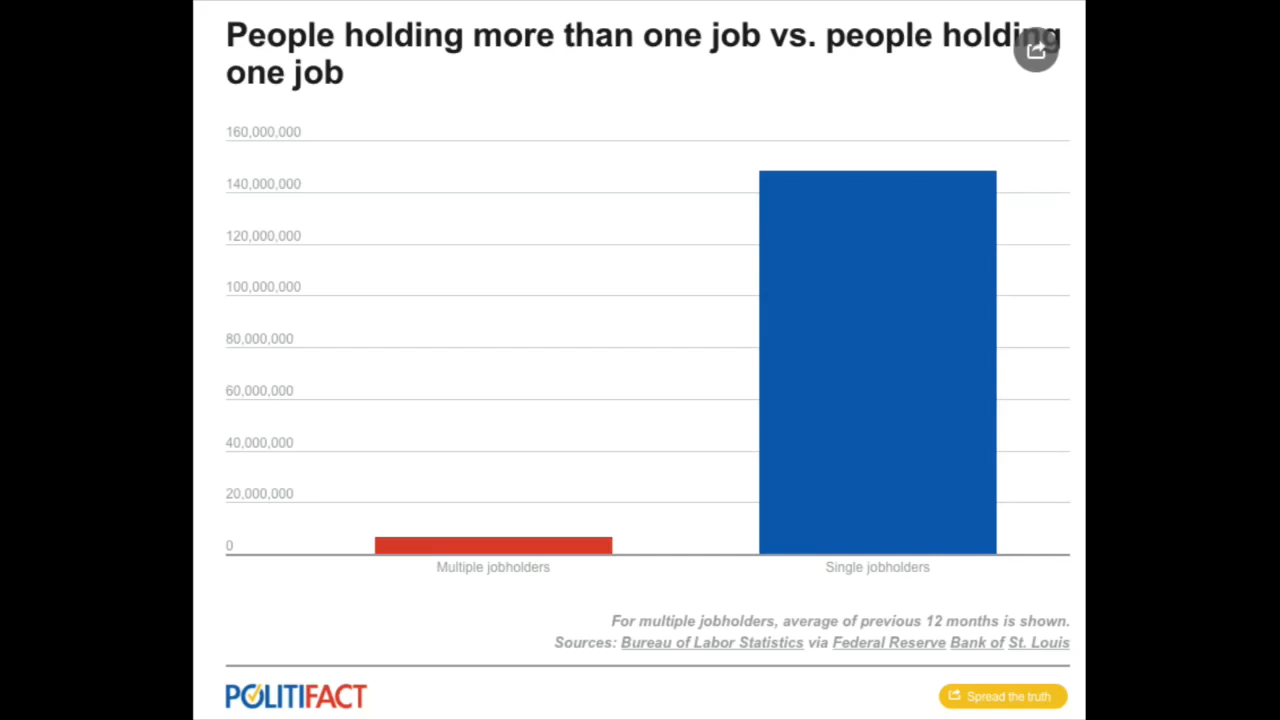 People holding more than one job vs. people holding
one job
160,000,000
140,000,000
120,000,000
100,000,000
80,000,000
60,000,000
40,000,000
20,000,000
0
Multiple jobholders
Single jobholders
For multiple jobholders, average of previous 12 months is shown.
Sources: Bureau of Labor Statistics via Federal Reserve Bank of St. Louis
POLITIFACT
Spread the truth